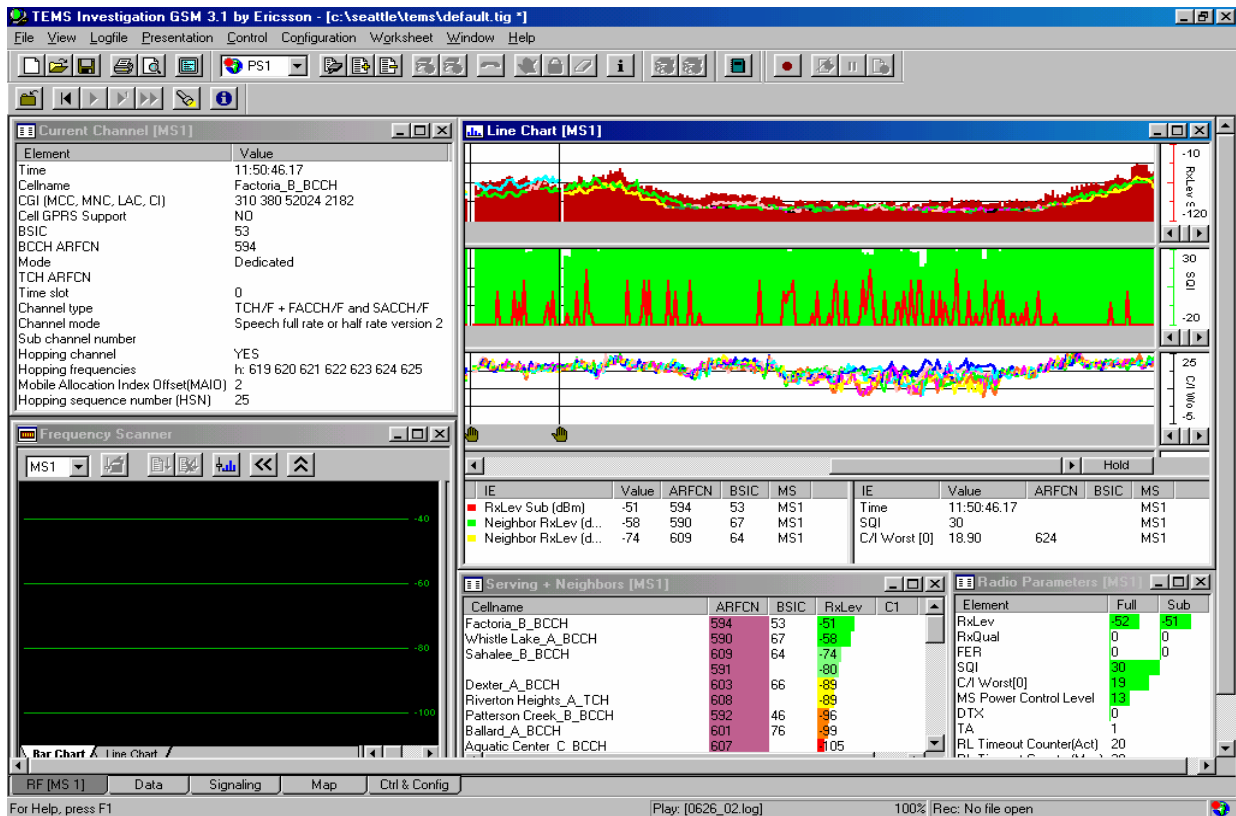 TEMS Investigation GSM 3.1 by Ericsson - [c:\seattle\tems\default.tig *]
File View Logfile Presentation Control Configuration Worksheet Window Help
PS1
Current Channel [MS1]
Element Value
Time 11:50:46.17
Cellname Factoria_B_BCCH
CGI (MCC, MNC, LAC, CI) 310 380 52024 2182
Cell GPRS Support NO
BSIC 53
BCCH ARFCN 594
Mode Dedicated
TCH ARFCN
Time slot 0
Channel type TCH/F + FACCH/F and SACCH/F
Channel mode Speech full rate or half rate version 2
Sub channel number
Hopping channel YES
Hopping frequencies h: 619 620 621 622 623 624 625
Mobile Allocation Index Offset(MAIO) 2
Hopping sequence number (HSN) 25
Line Chart [MS1]
-10
RxLev S
-120
30
SQI
-20
25
C/I Wo
-5
Hold
IE Value ARFCN BSIC MS
RxLev Sub (dBm) -51 594 53 MS1
Neighbor RxLev (d... -58 590 67 MS1
Neighbor RxLev (d... -74 609 64 MS1
IE Value ARFCN BSIC MS
Time 11:50:46.17 MS1
SQI 30 MS1
C/I Worst [0] 18.90 624 MS1
Frequency Scanner
MS1
-40
-60
-80
-100
Bar Chart Line Chart
Serving + Neighbors [MS1]
Cellname ARFCN BSIC RxLev C1
Factoria_B_BCCH 594 53 -51
Whistle Lake_A_BCCH 590 67 -58
Sahalee_B_BCCH 609 64 -74
591 -80
Dexter_A_BCCH 603 66 -89
Riverton Heights_A_TCH 608 -89
Patterson Creek_B_BCCH 592 46 -96
Ballard_A_BCCH 601 76 -99
Aquatic Center_C_BCCH 607 -105
Radio Parameters [MS1]
Element Full Sub
RxLev -52 -51
RxQual 0 0
FER 0 0
SQI 30
C/I Worst[0] 19
MS Power Control Level 13
DTX 0
TA 1
RL Timeout Counter(Act) 20
RF [MS 1] Data Signaling Map Ctrl & Config
For Help, press F1 Play: [0626_02.log] 100% Rec: No file open